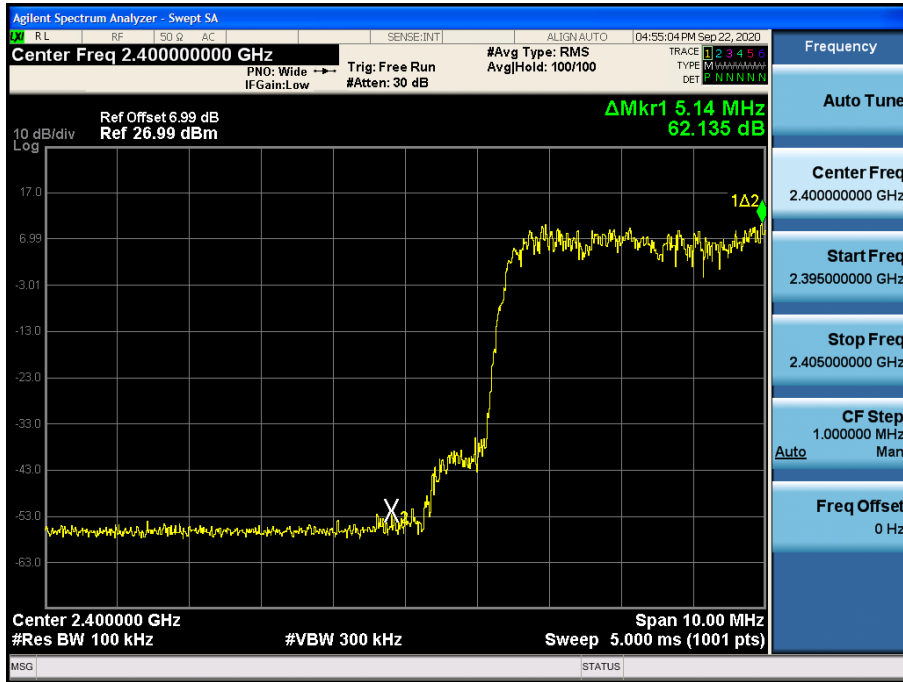 Agilent Spectrum Analyzer - Swept SA
LXI RL RF 50 Ω AC SENSE:INT ALIGN AUTO 04:55:04 PM Sep 22, 2020
Center Freq 2.400000000 GHz
PNO: Wide
IFGain:Low
Trig: Free Run
#Atten: 30 dB
#Avg Type: RMS
Avg|Hold: 100/100
TRACE 1 2 3 4 5 6
TYPE M
DET P N N N N N
Ref Offset 6.99 dB
Ref 26.99 dBm
10 dB/div
Log
ΔMkr1 5.14 MHz
62.135 dB
17.0
6.99
-3.01
-13.0
-23.0
-33.0
-43.0
-53.0
-63.0
1Δ2
X2
Center 2.400000 GHz
#Res BW 100 kHz
#VBW 300 kHz
Span 10.00 MHz
Sweep 5.000 ms (1001 pts)
MSG
STATUS
Frequency
Auto Tune
Center Freq
2.400000000 GHz
Start Freq
2.395000000 GHz
Stop Freq
2.405000000 GHz
CF Step
1.000000 MHz
Auto Man
Freq Offset
0 Hz